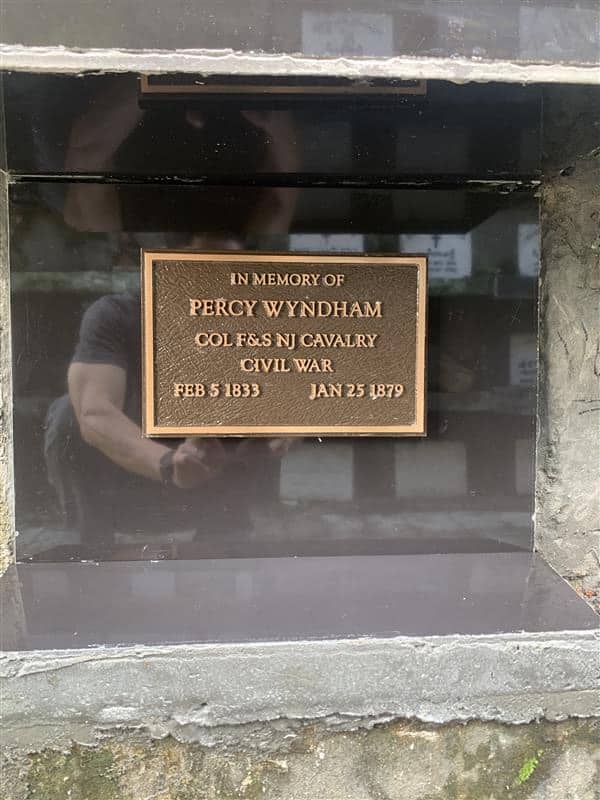 IN MEMORY OF
PERCY WYNDHAM
COL F&S NJ CAVALRY
CIVIL WAR
FEB 5 1833 JAN 25 1879